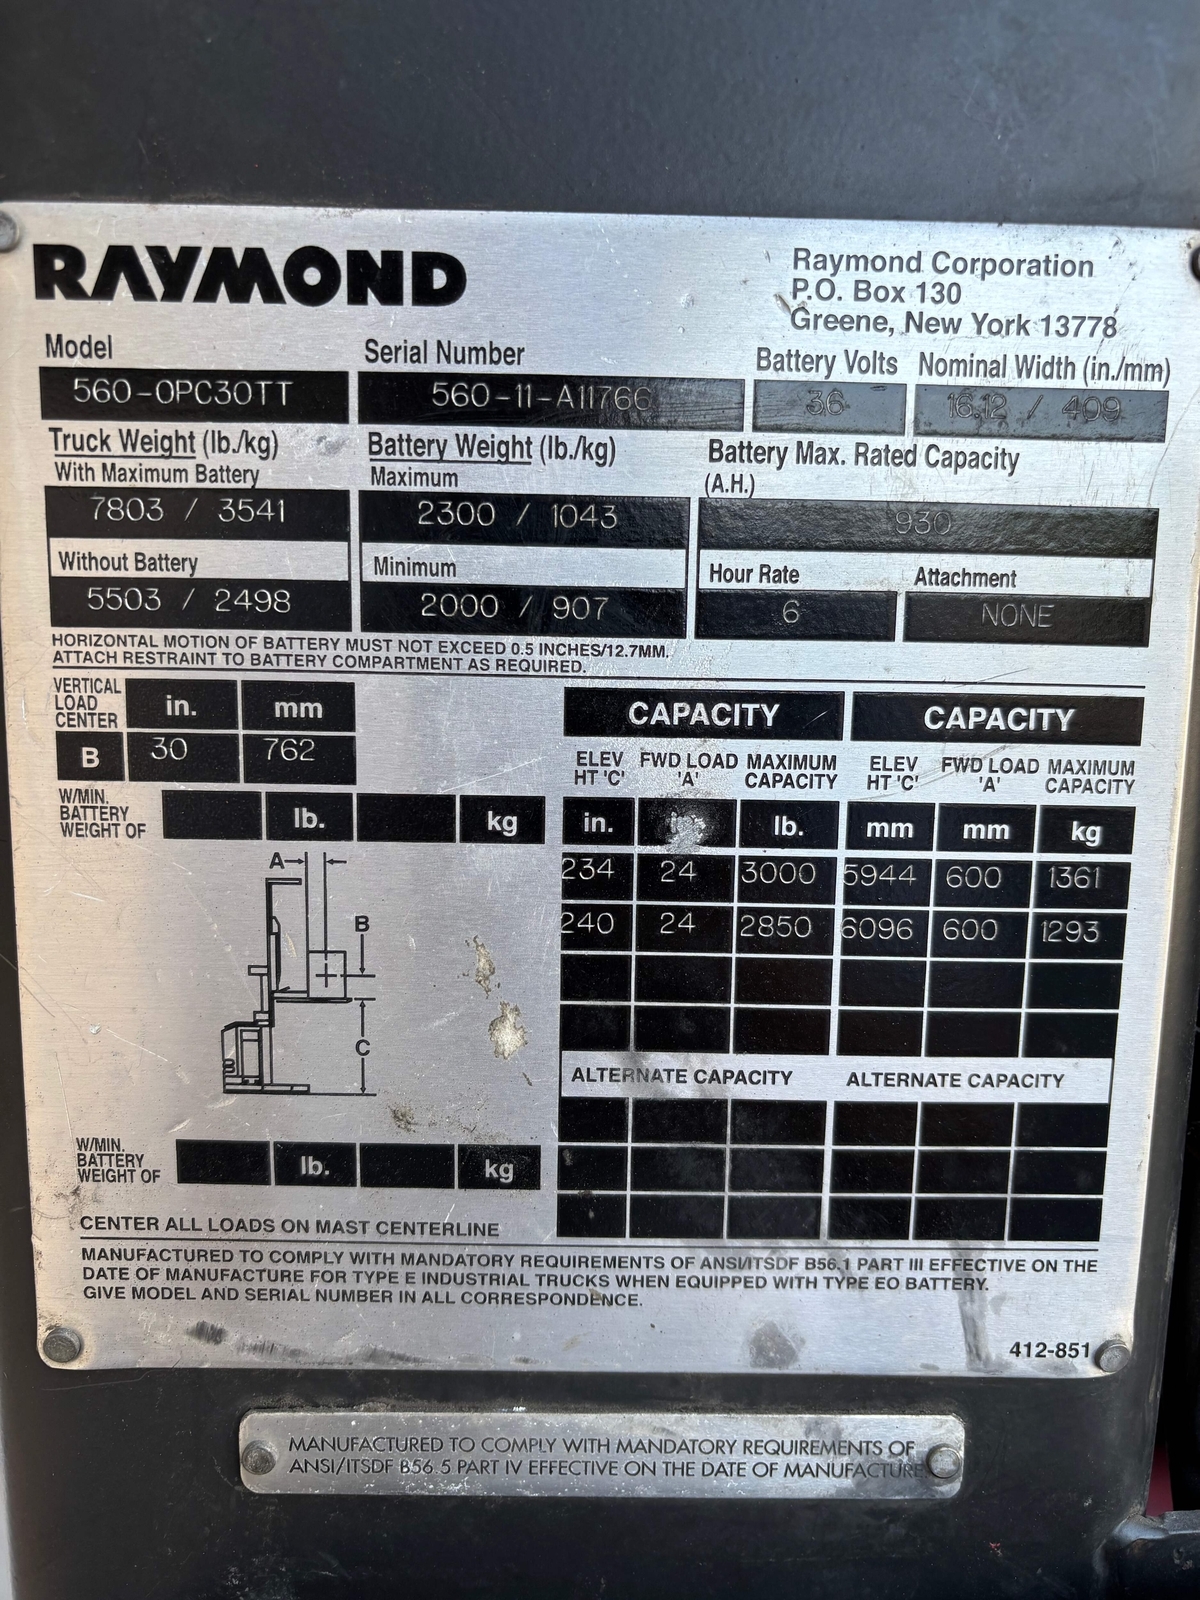 RAYMOND
Raymond Corporation
P.O. Box 130
Greene, New York 13778
Model
Serial Number
Battery Volts
Nominal Width (in./mm)
560-OPC30TT
560-11-A11766
36
16.12 / 409
Truck Weight (lb./kg)
With Maximum Battery
Battery Weight (lb./kg)
Maximum
Battery Max. Rated Capacity
(A.H.)
7803 / 3541
2300 / 1043
930
Without Battery
Minimum
Hour Rate
Attachment
5503 / 2498
2000 / 907
6
NONE
HORIZONTAL MOTION OF BATTERY MUST NOT EXCEED 0.5 INCHES/12.7MM.
ATTACH RESTRAINT TO BATTERY COMPARTMENT AS REQUIRED.
VERTICAL
LOAD
CENTER
in.
mm
B
30
762
W/MIN.
BATTERY
WEIGHT OF
lb.
kg
A
B
C
W/MIN.
BATTERY
WEIGHT OF
lb.
kg
CENTER ALL LOADS ON MAST CENTERLINE
CAPACITY
CAPACITY
ELEV HT 'C'
FWD LOAD 'A'
MAXIMUM CAPACITY
ELEV HT 'C'
FWD LOAD 'A'
MAXIMUM CAPACITY
in. lb. mm mm kg
234 24 3000 5944 600 1361
240 24 2850 6096 600 1293
ALTERNATE CAPACITY
ALTERNATE CAPACITY
MANUFACTURED TO COMPLY WITH MANDATORY REQUIREMENTS OF ANSI/ITSDF B56.1 PART III EFFECTIVE ON THE
DATE OF MANUFACTURE FOR TYPE E INDUSTRIAL TRUCKS WHEN EQUIPPED WITH TYPE EO BATTERY.
GIVE MODEL AND SERIAL NUMBER IN ALL CORRESPONDENCE.
412-851
MANUFACTURED TO COMPLY WITH MANDATORY REQUIREMENTS OF
ANSI/ITSDF B56.5 PART IV EFFECTIVE ON THE DATE OF MANUFACTURE